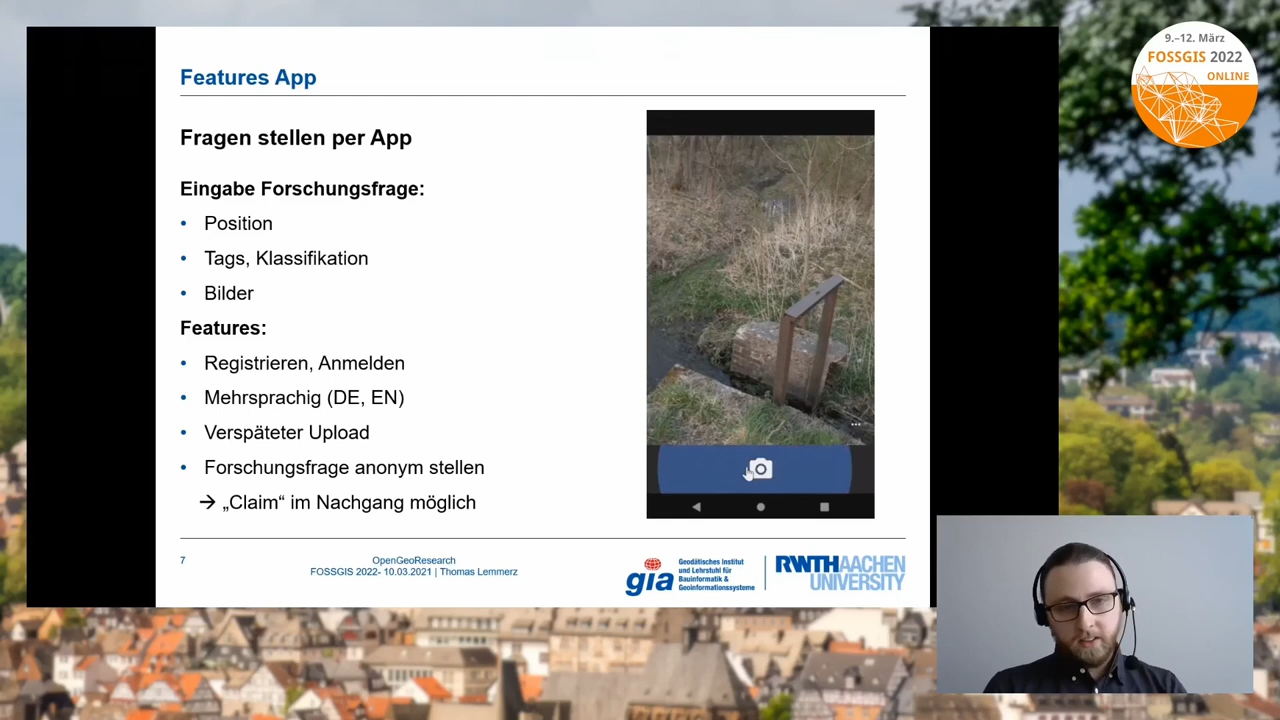 9.–12. März
FOSSGIS 2022
ONLINE
Features App
Fragen stellen per App
Eingabe Forschungsfrage:
• Position
• Tags, Klassifikation
• Bilder
Features:
• Registrieren, Anmelden
• Mehrsprachig (DE, EN)
• Verspäteter Upload
• Forschungsfrage anonym stellen
→ „Claim“ im Nachgang möglich
7
OpenGeoResearch
FOSSGIS 2022- 10.03.2021 | Thomas Lemmerz
gia
Geodätisches Institut
und Lehrstuhl für
Bauinformatik &
Geoinformationssysteme
RWTHAACHEN
UNIVERSITY